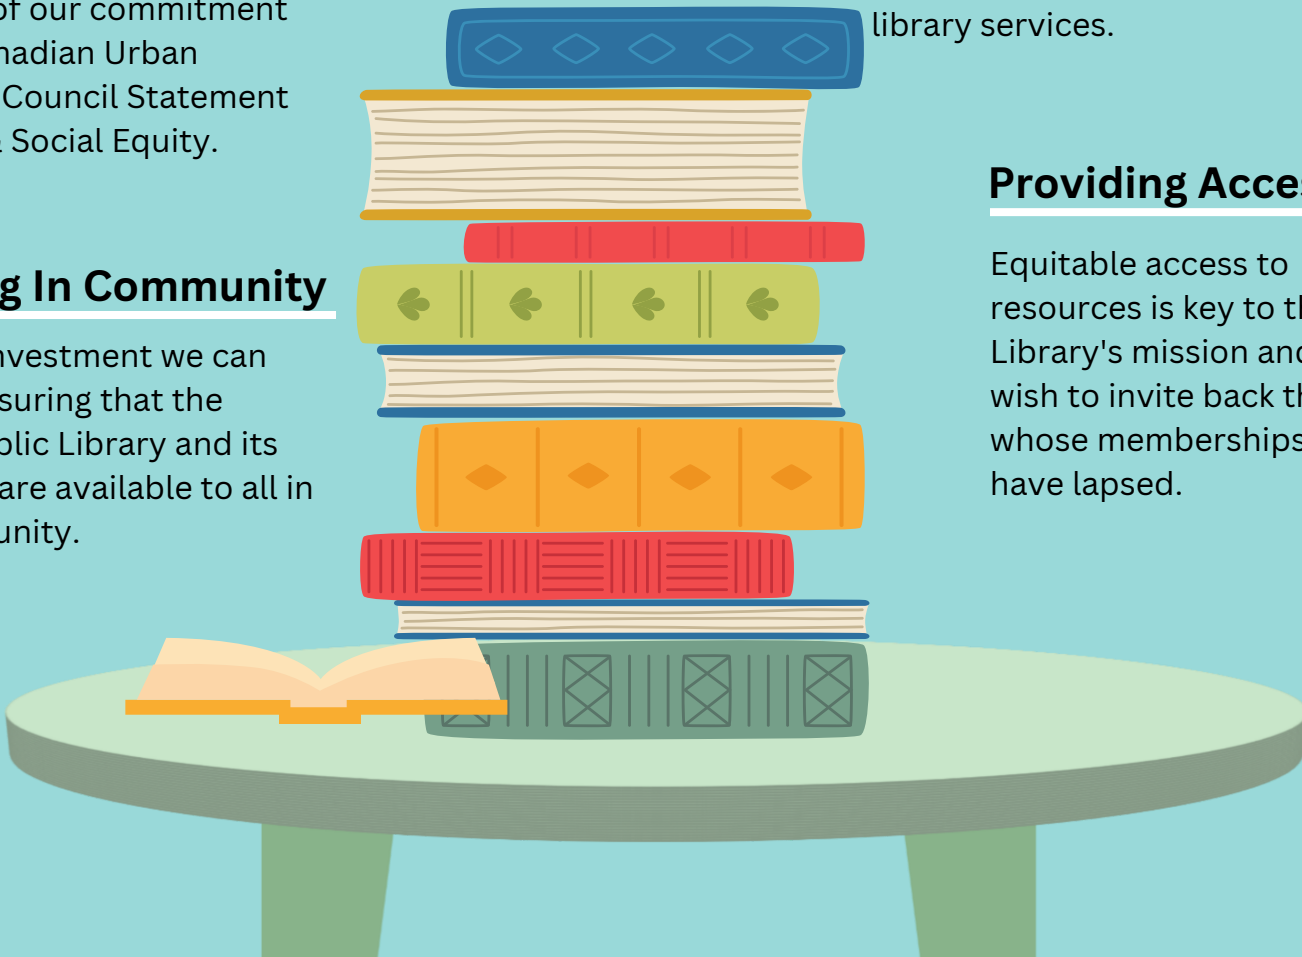 of our commitment
nadian Urban
Council Statement
& Social Equity.
g In Community
nvestment we can
suring that the
blic Library and its
are available to all in
unity.
library services.
Providing Acce
Equitable access to
resources is key to th
Library's mission and
wish to invite back th
whose memberships
have lapsed.